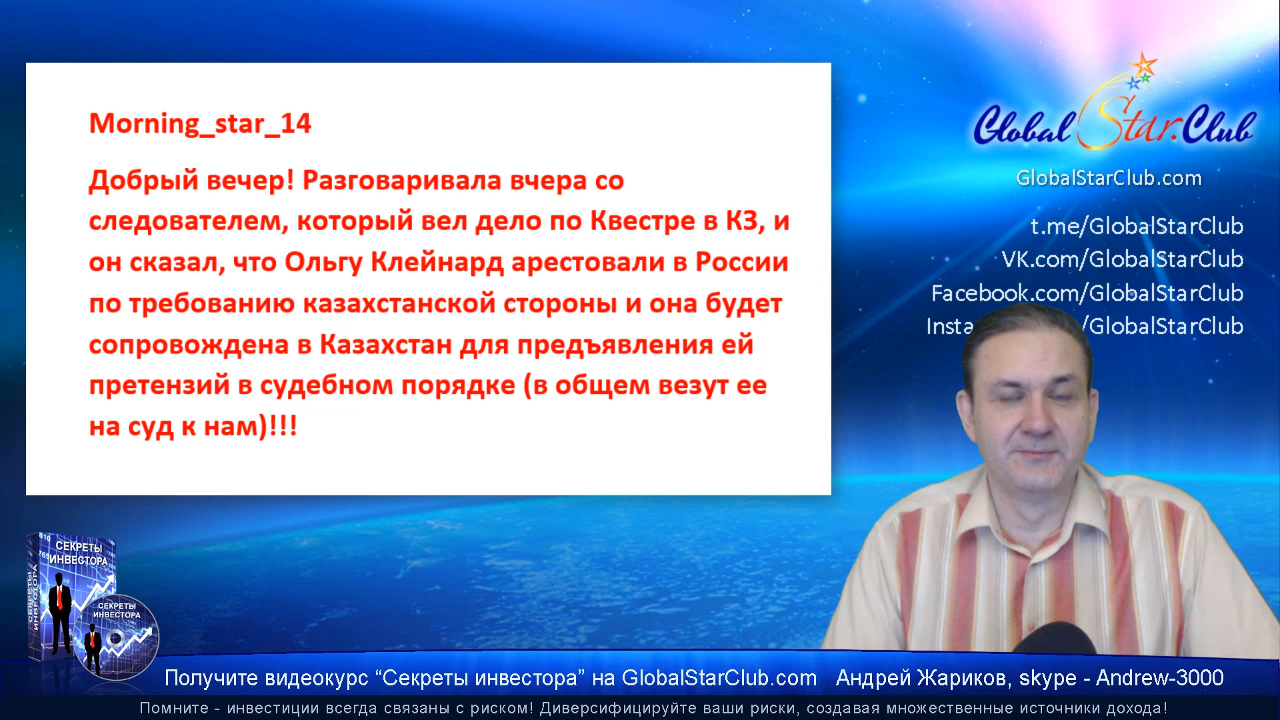 Morning_star_14
Добрый вечер! Разговаривала вчера со
следователем, который вел дело по Квестре в КЗ, и
он сказал, что Ольгу Клейнард арестовали в России
по требованию казахстанской стороны и она будет
сопровождена в Казахстан для предъявления ей
претензий в судебном порядке (в общем везут ее
на суд к нам)!!!
Global Star.Club
GlobalStarClub.com
t.me/GlobalStarClub
VK.com/GlobalStarClub
Facebook.com/GlobalStarClub
/GlobalStarClub
СЕКРЕТЫ
ИНВЕСТОРА
СЕКРЕТЫ
ИНВЕСТОРА
Получите видеокурс “Секреты инвестора” на GlobalStarClub.com Андрей Жариков, skype - Andrew-3000
Помните - инвестиции всегда связаны с риском! Диверсифицируйте ваши риски, создавая множественные источники дохода!